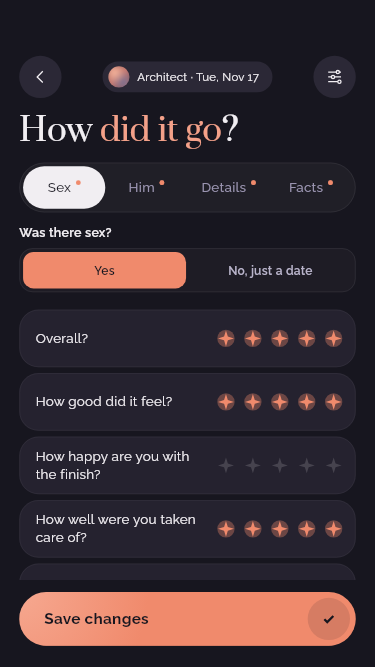 Architect · Tue, Nov 17
How did it go?
Sex
Him
Details
Facts
Was there sex?
Yes
No, just a date
Overall?
How good did it feel?
How happy are you with
the finish?
How well were you taken
care of?
Save changes